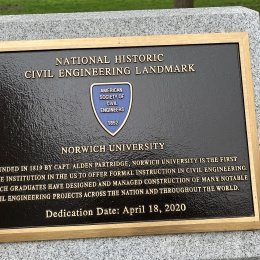 NATIONAL HISTORIC
CIVIL ENGINEERING LANDMARK
AMERICAN
SOCIETY OF
CIVIL
ENGINEERS
1852
NORWICH UNIVERSITY
IN 1819 BY CAPT. ALDEN PARTRIDGE, NORWICH UNIVERSITY IS THE FIRST
INSTITUTION IN THE US TO OFFER FORMAL INSTRUCTION IN CIVIL ENGINEERING.
GRADUATES HAVE DESIGNED AND MANAGED CONSTRUCTION OF MANY NOTABLE
ENGINEERING PROJECTS ACROSS THE NATION AND THROUGHOUT THE WORLD.
Dedication Date: April 18, 2020